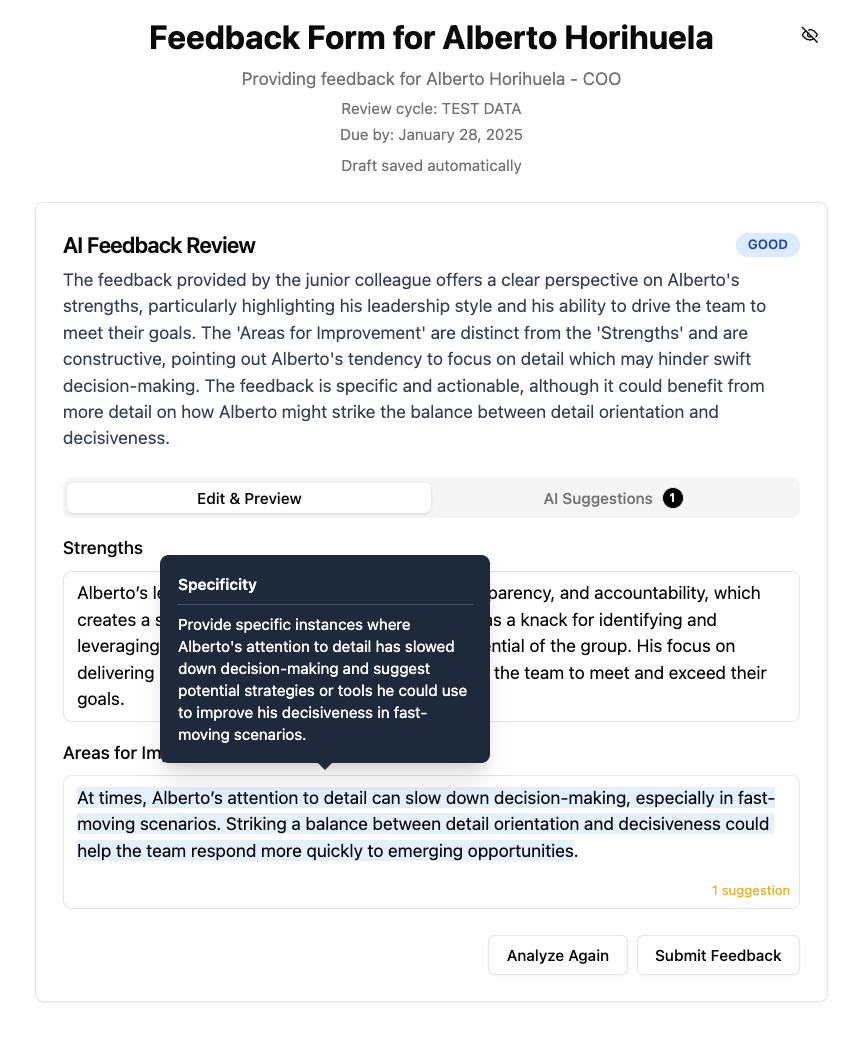 Feedback Form for Alberto Horihuela
Providing feedback for Alberto Horihuela - COO
Review cycle: TEST DATA
Due by: January 28, 2025
Draft saved automatically
AI Feedback Review
GOOD
The feedback provided by the junior colleague offers a clear perspective on Alberto's
strengths, particularly highlighting his leadership style and his ability to drive the team to
meet their goals. The 'Areas for Improvement' are distinct from the 'Strengths' and are
constructive, pointing out Alberto's tendency to focus on detail which may hinder swift
decision-making. The feedback is specific and actionable, although it could benefit from
more detail on how Alberto might strike the balance between detail orientation and
decisiveness.
Edit & Preview
AI Suggestions 1
Strengths
Alberto’s
creates a
leveraging
delivering
goals.
parency, and accountability, which
a knack for identifying and
of the group. His focus on
the team to meet and exceed their
Specificity
Provide specific instances where
Alberto's attention to detail has slowed
down decision-making and suggest
potential strategies or tools he could use
to improve his decisiveness in fast-
moving scenarios.
Areas for
At times, Alberto’s attention to detail can slow down decision-making, especially in fast-
moving scenarios. Striking a balance between detail orientation and decisiveness could
help the team respond more quickly to emerging opportunities.
1 suggestion
Analyze Again
Submit Feedback